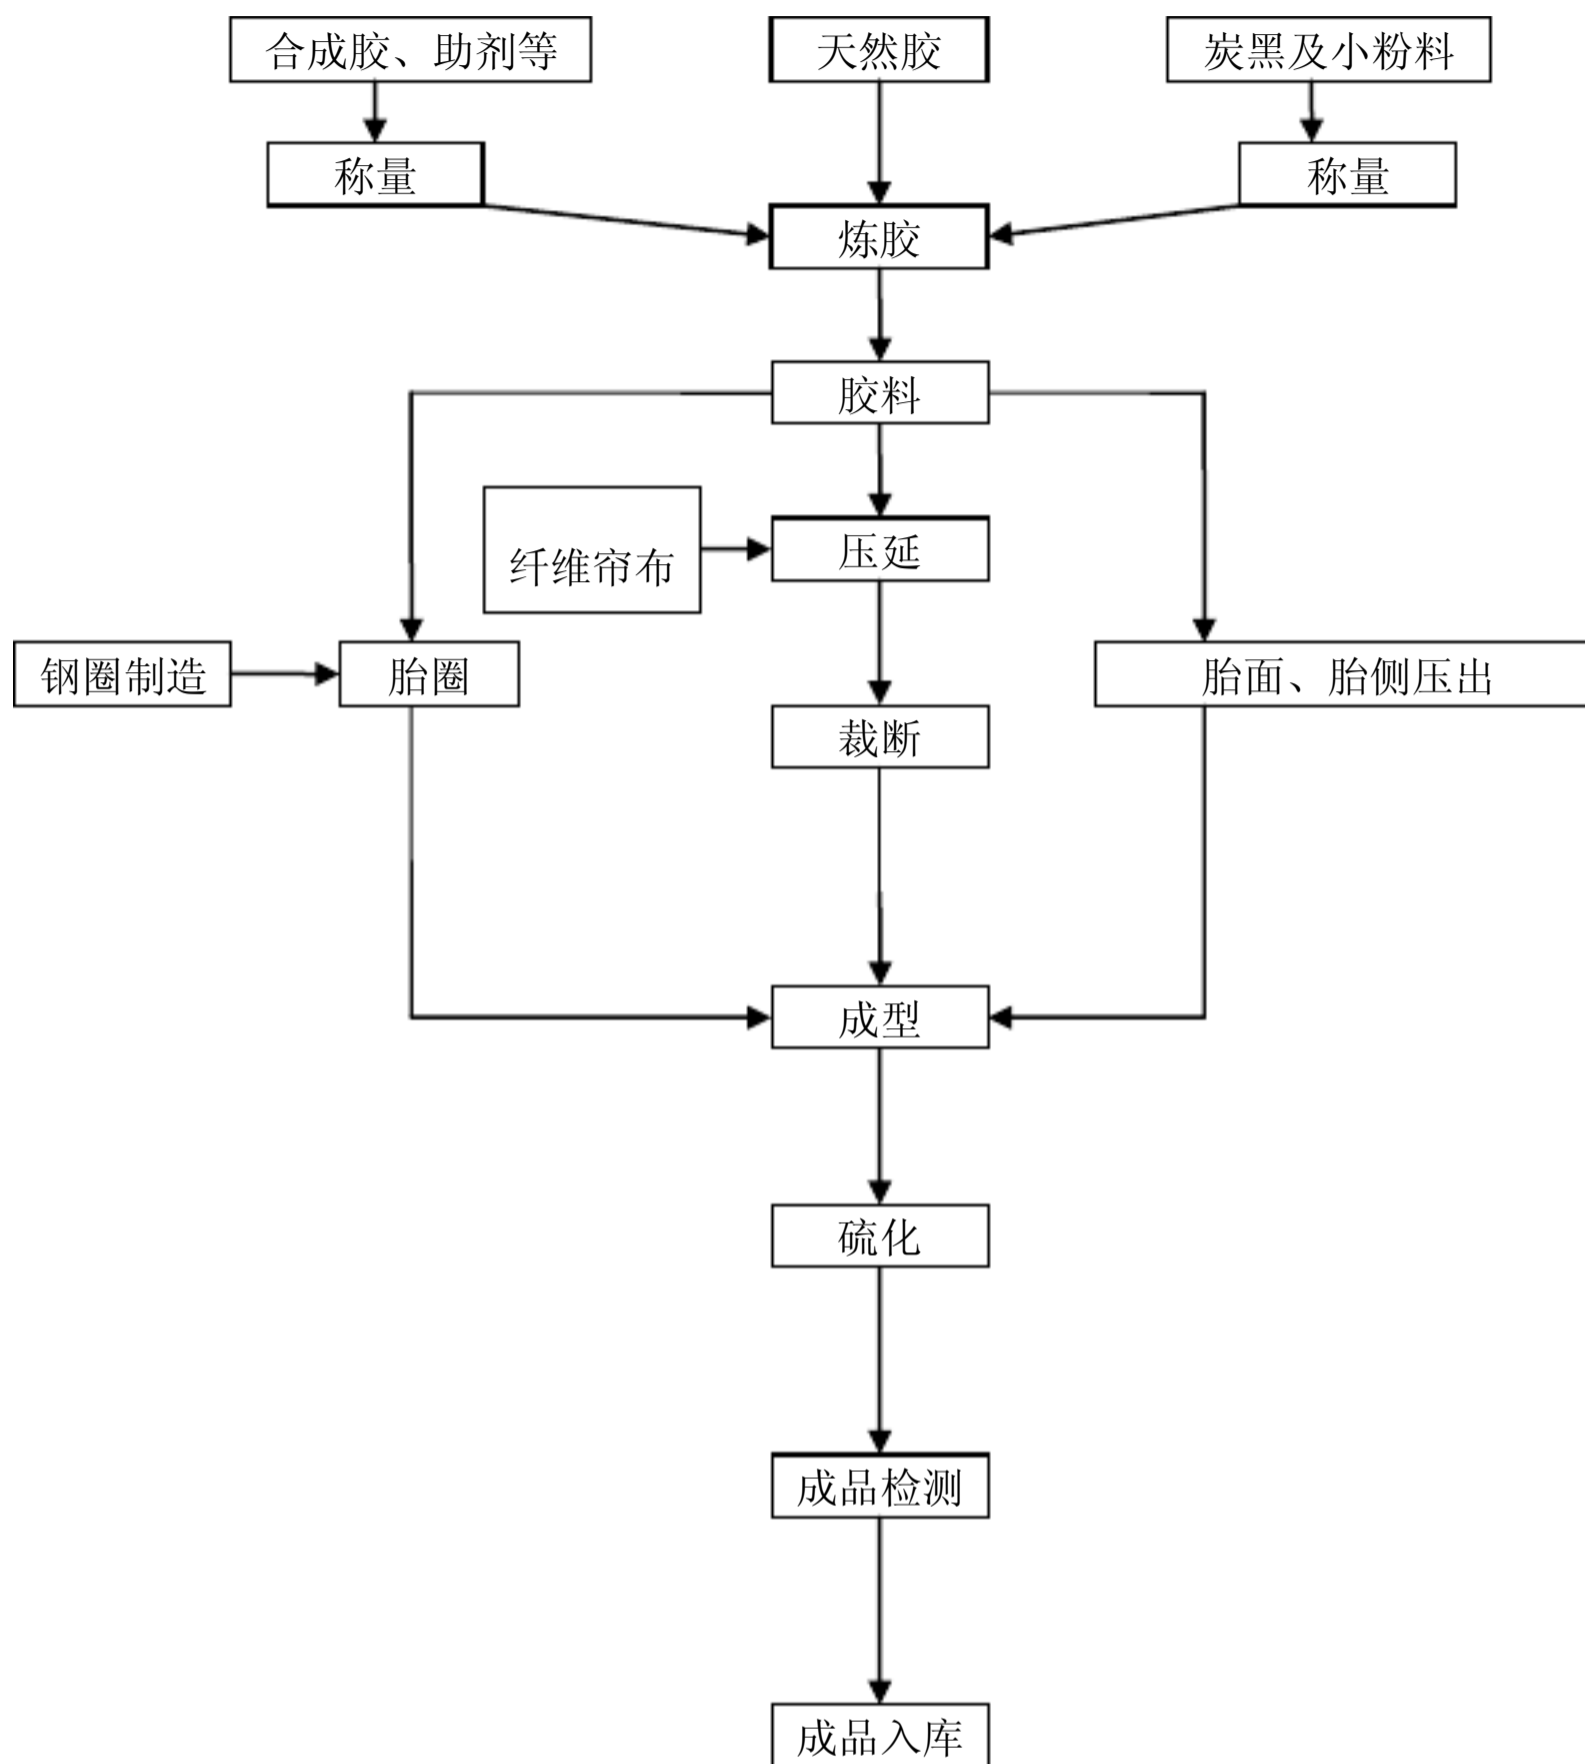 合成胶、助剂等
天然胶
炭黑及小粉料
称量
称量
炼胶
胶料
纤维帘布
压延
钢圈制造
胎圈
胎面、胎侧压出
裁断
成型
硫化
成品检测
成品入库